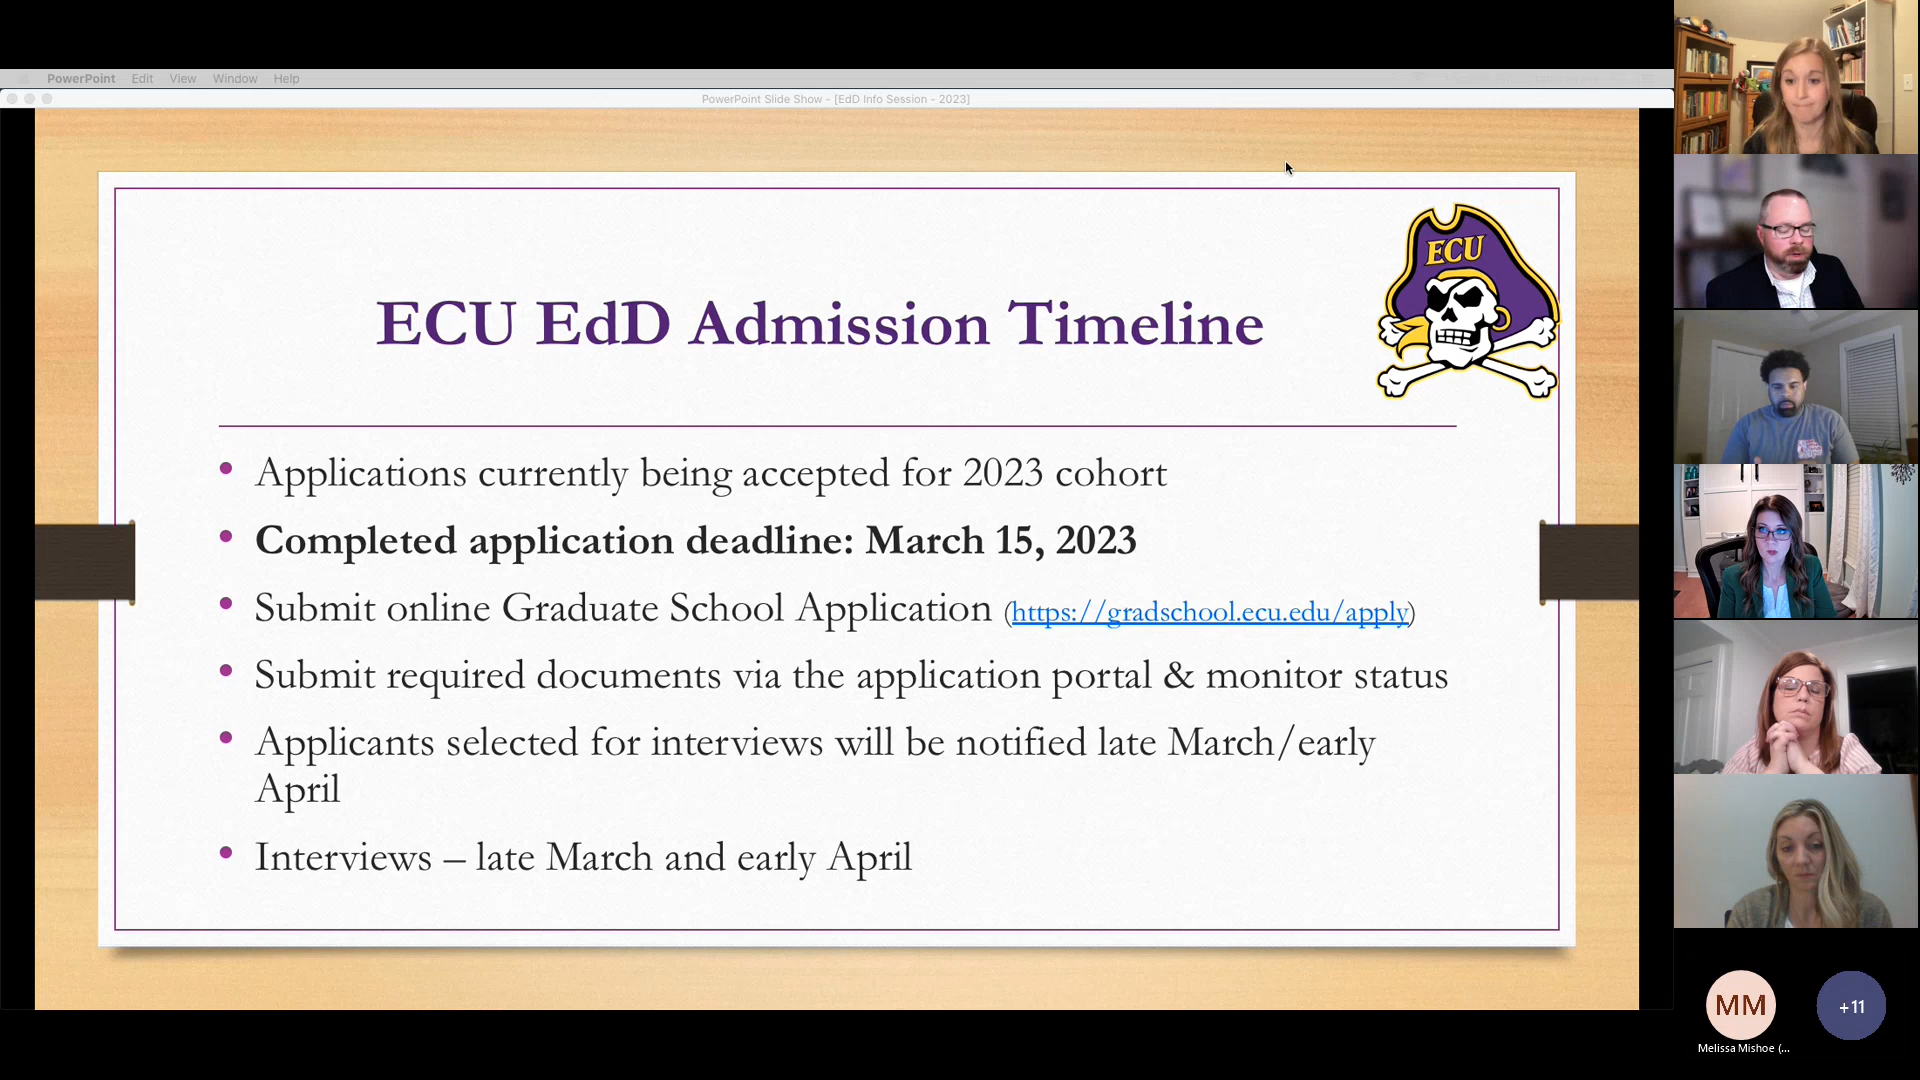 PowerPoint Edit View Window Help
PowerPoint Slide Show - [EdD Info Session - 2023]
ECU
ECU EdD Admission Timeline
Applications currently being accepted for 2023 cohort
Completed application deadline: March 15, 2023
Submit online Graduate School Application (https://gradschool.ecu.edu/apply)
Submit required documents via the application portal & monitor status
Applicants selected for interviews will be notified late March/early
April
Interviews – late March and early April
MM
+11
Melissa Mishoe (...